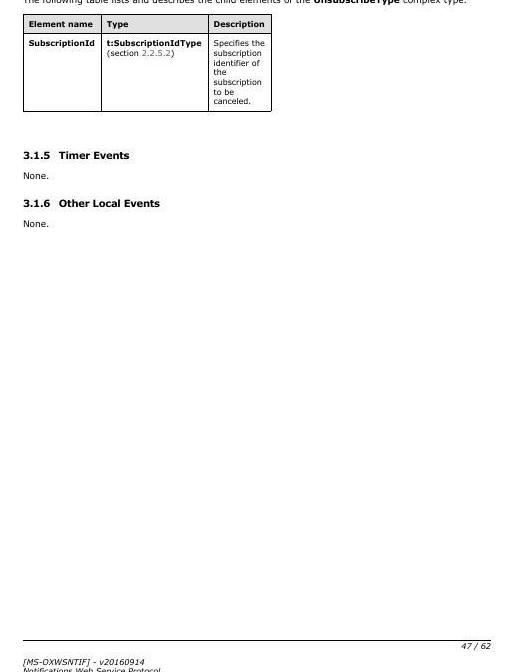 The following table lists and describes the child elements of the UnsubscribeType complex type.
Element name Type Description
SubscriptionId t:SubscriptionIdType Specifies the
(section 2.2.5.2) subscription
identifier of
the
subscription
to be
canceled.
3.1.5 Timer Events
None.
3.1.6 Other Local Events
None.
47 / 62
[MS-OXWSNTIF] - v20160914
Notifications Web Service Protocol